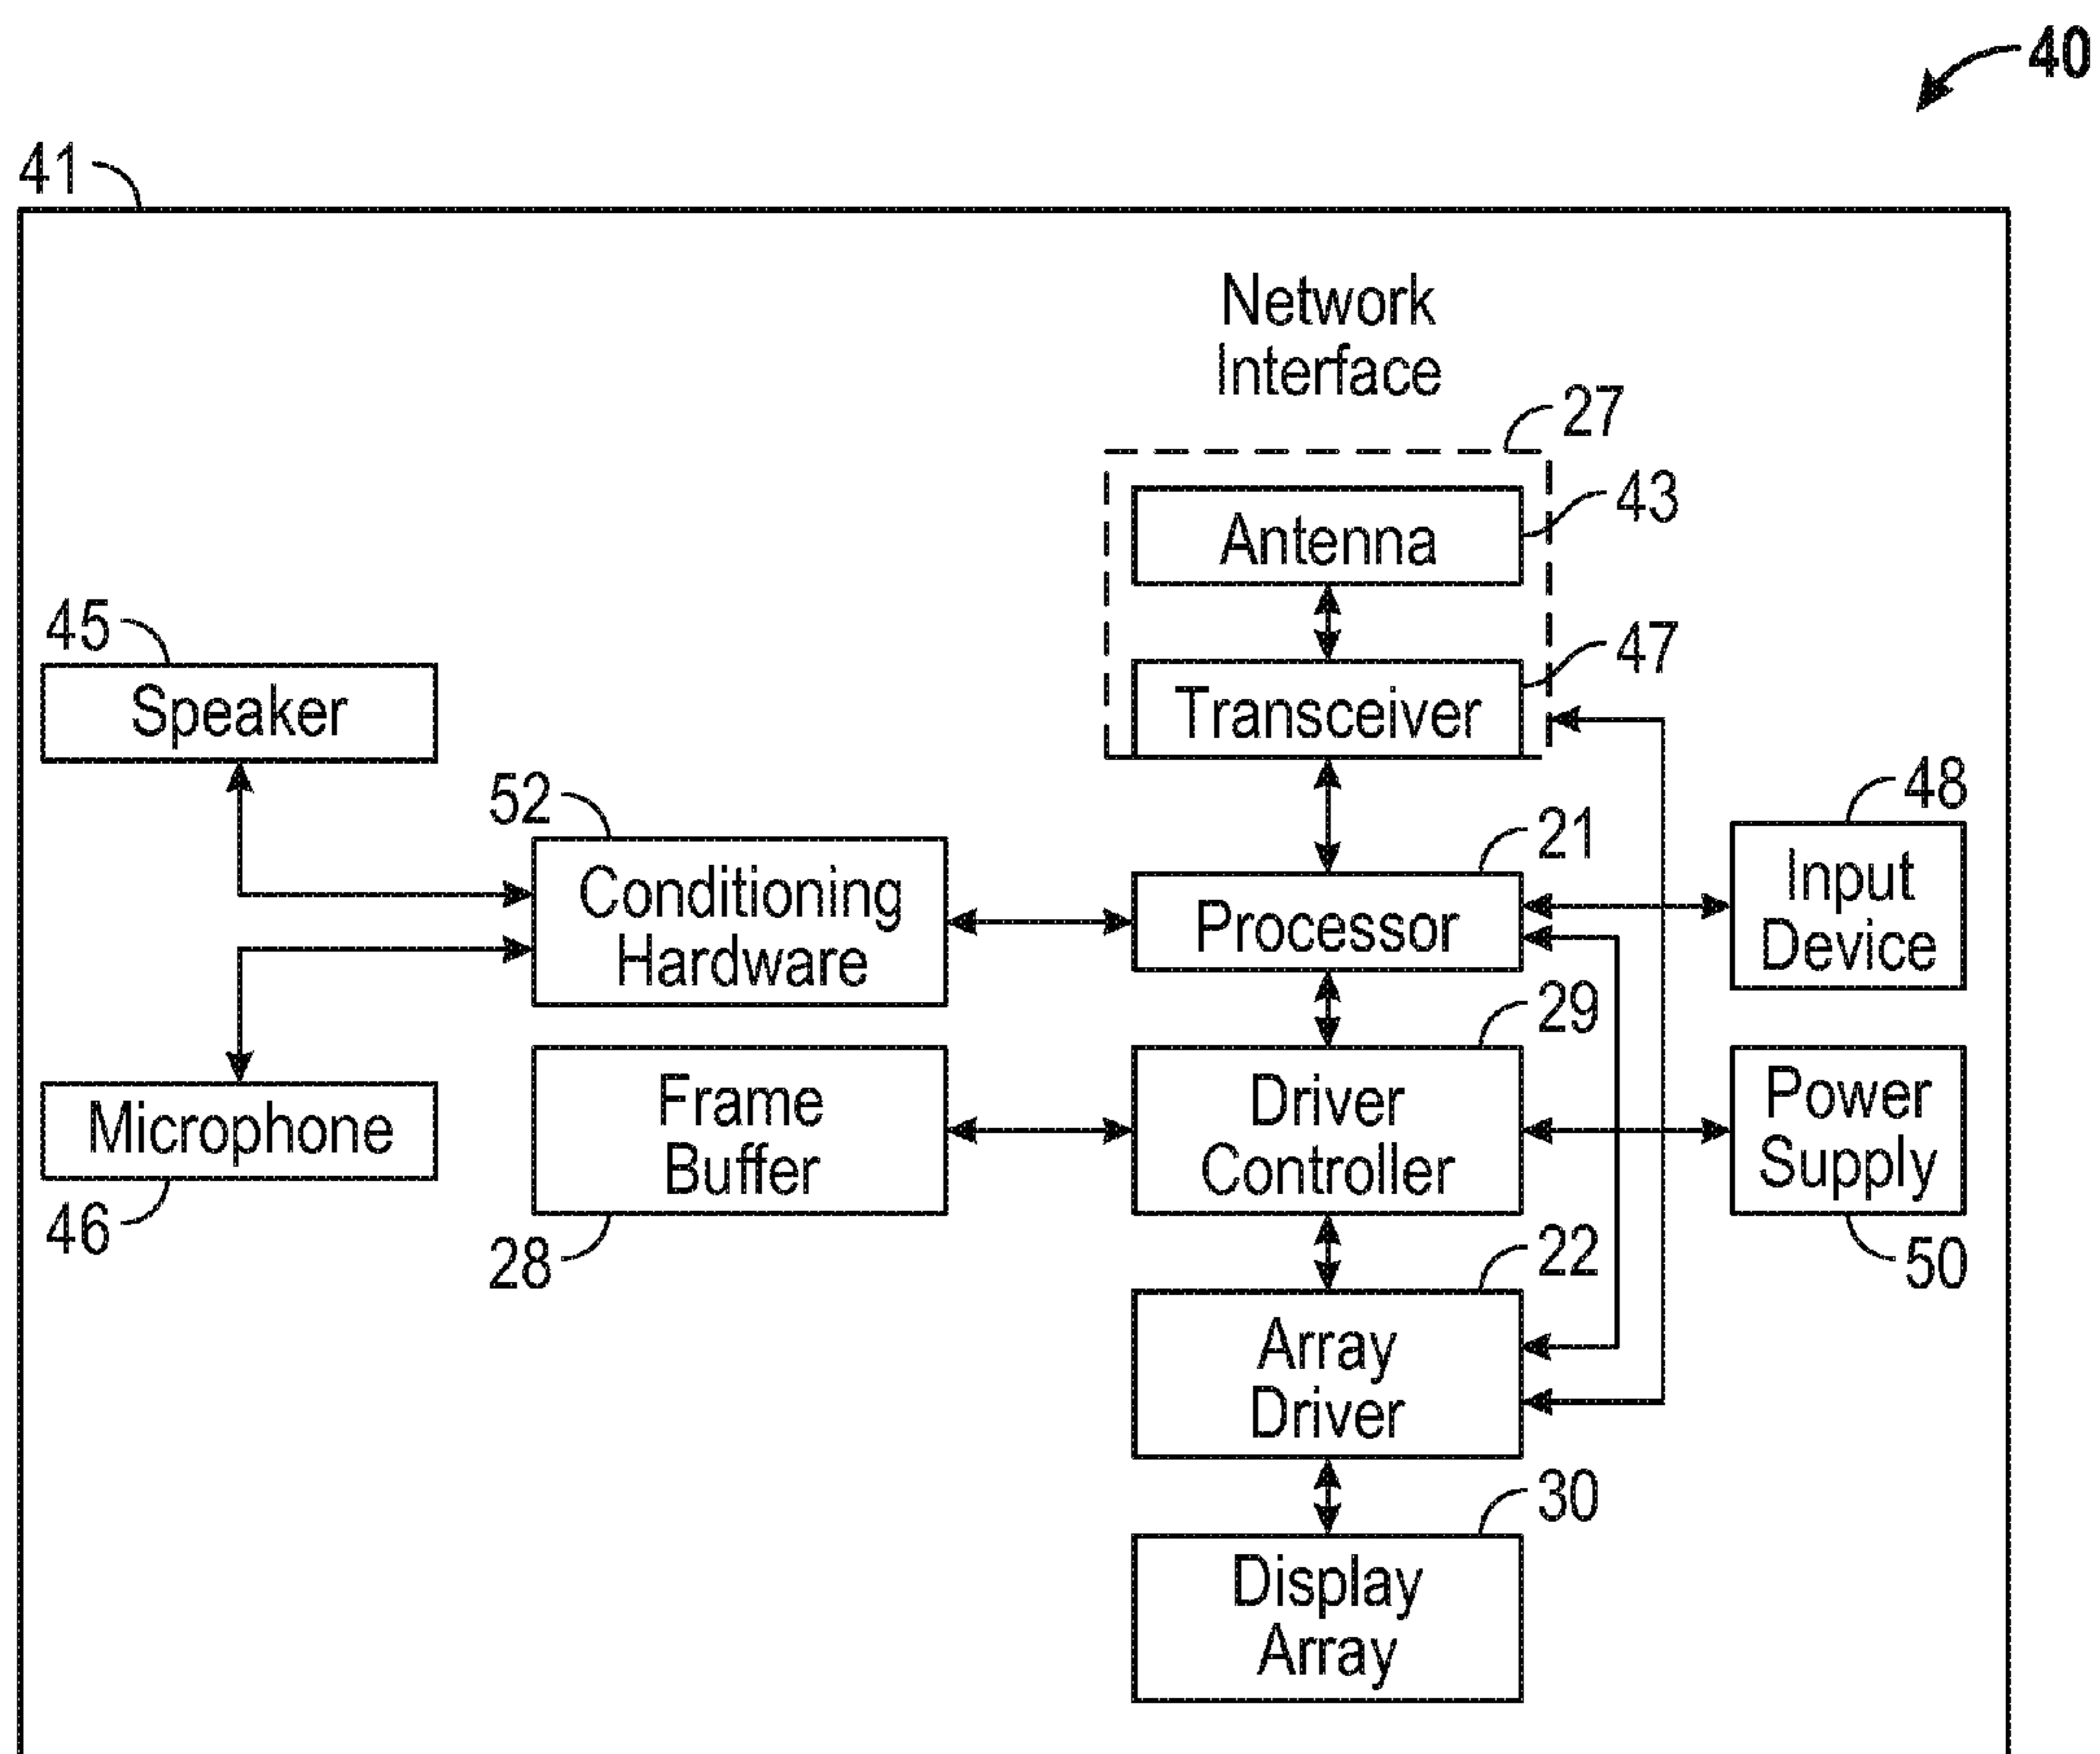 40
41
Network
Interface
27
Antenna
43
45
Speaker
Transceiver
47
52
Conditioning
Hardware
21
Processor
48
Input
Device
29
Microphone
46
Frame
Buffer
28
Driver
Controller
Power
Supply
50
22
Array
Driver
30
Display
Array